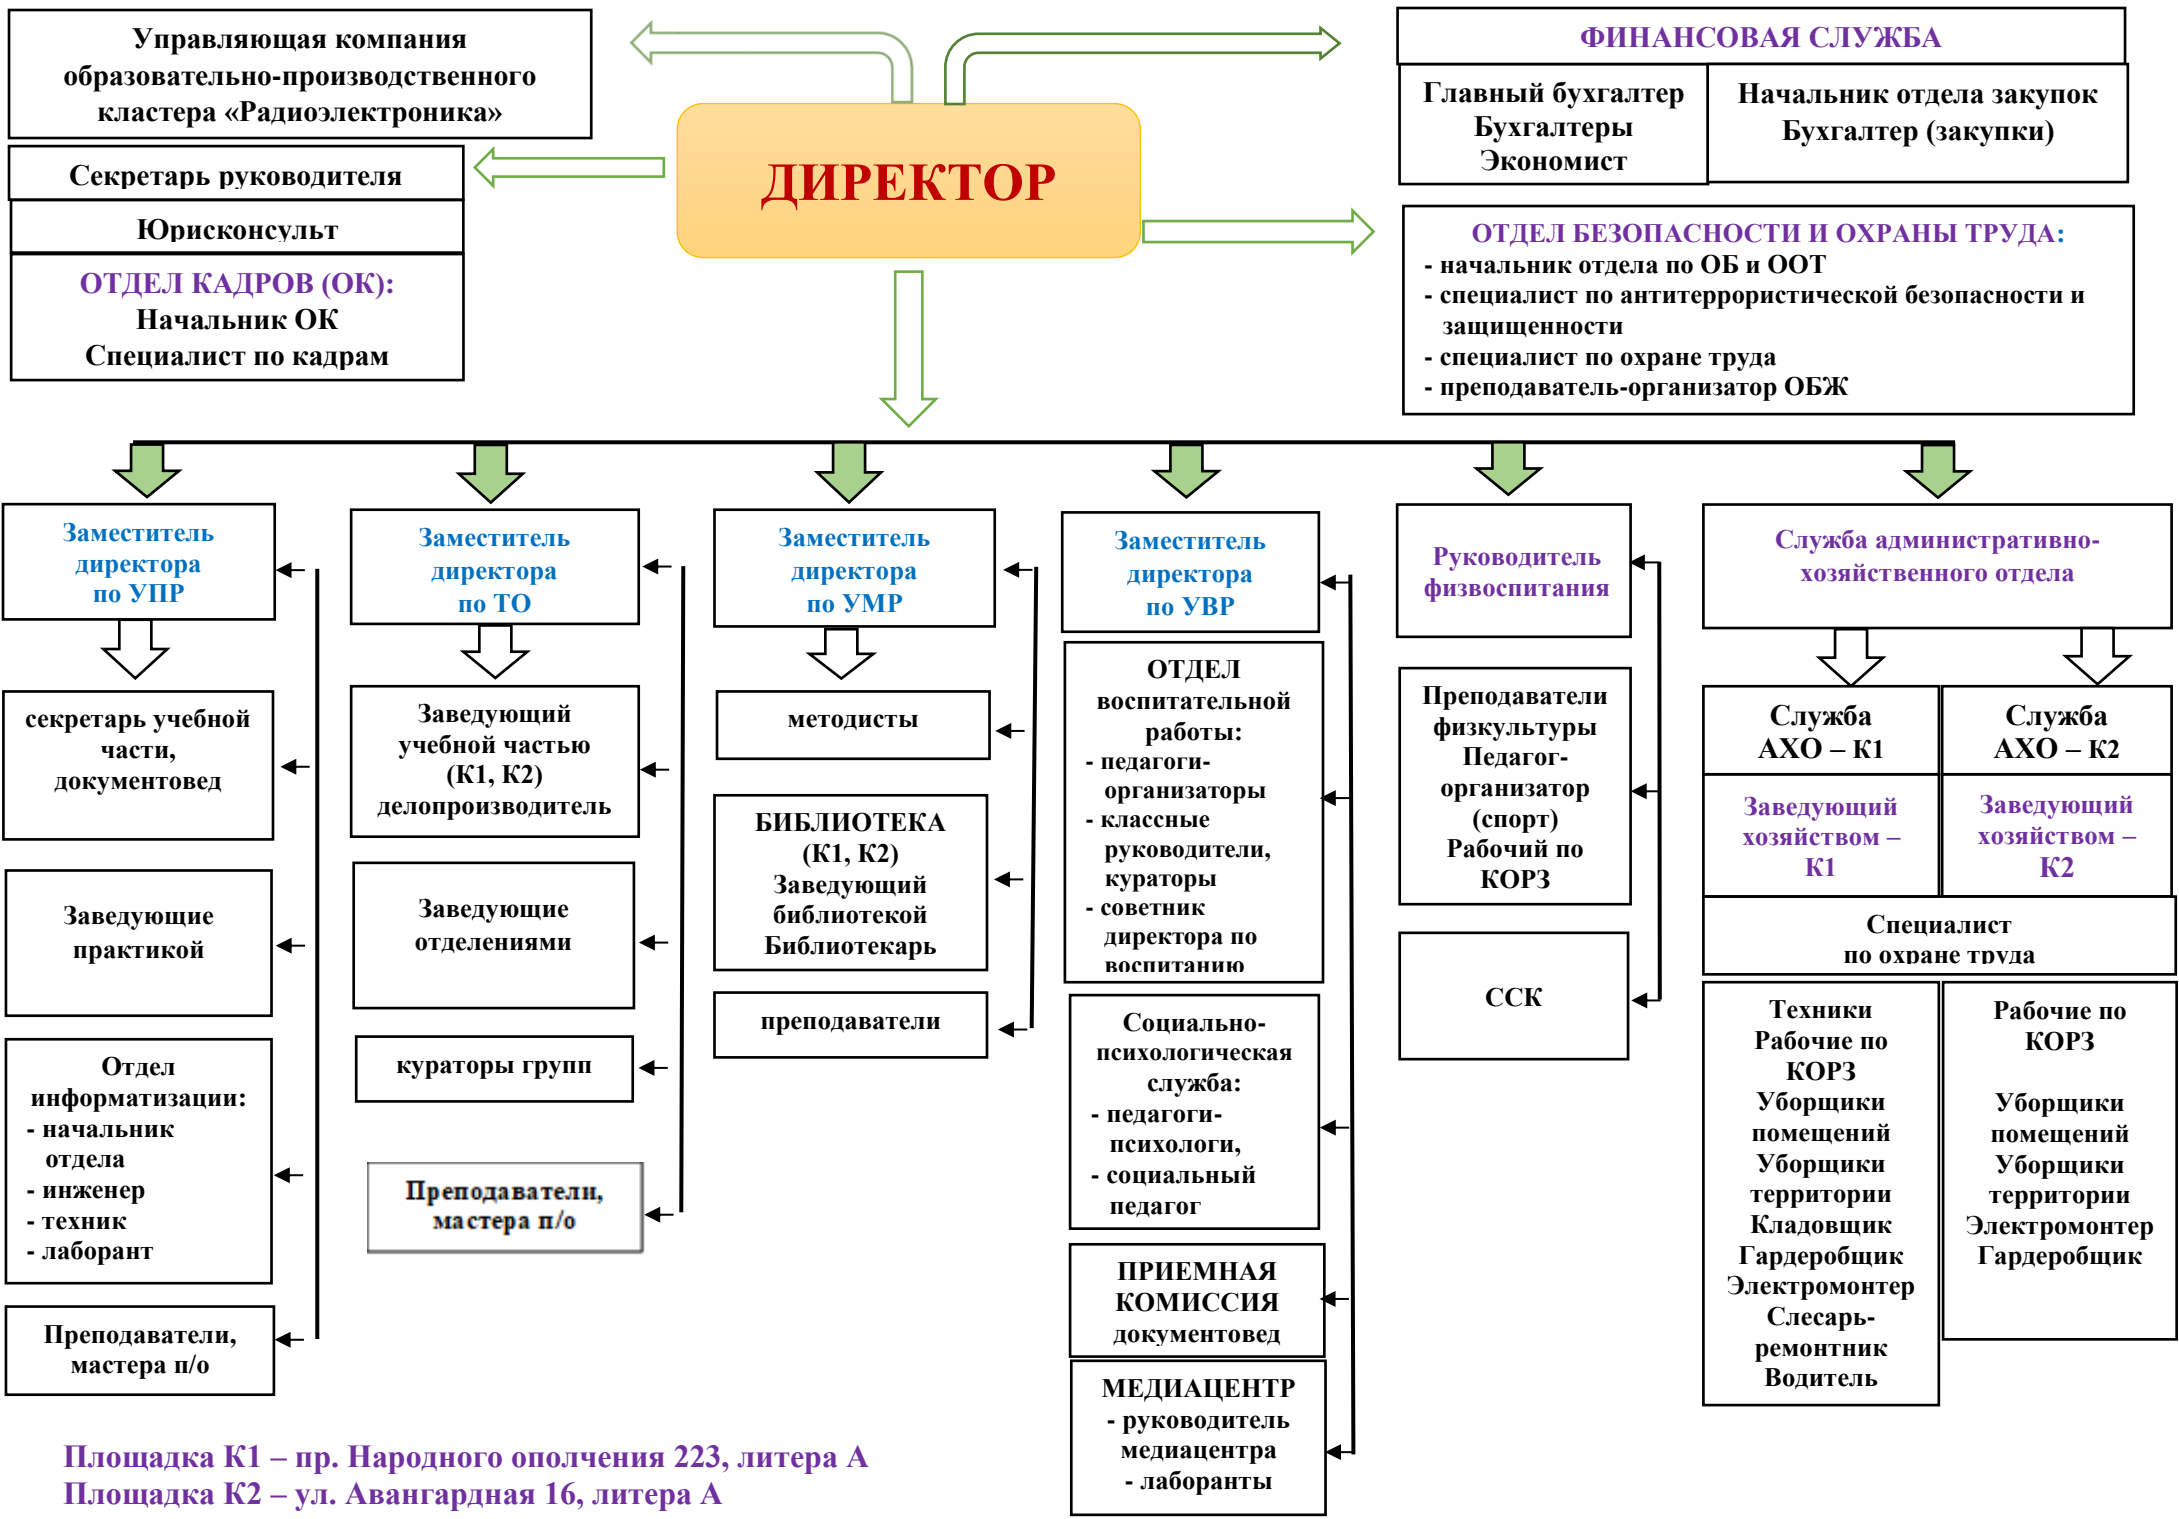 Управляющая компания
образовательно-производственного
кластера «Радиоэлектроника»
Секретарь руководителя
Юрисконсульт
ОТДЕЛ КАДРОВ (ОК):
Начальник ОК
Специалист по кадрам
ДИРЕКТОР
ФИНАНСОВАЯ СЛУЖБА
Главный бухгалтер
Бухгалтеры
Экономист
Начальник отдела закупок
Бухгалтер (закупки)
ОТДЕЛ БЕЗОПАСНОСТИ И ОХРАНЫ ТРУДА:
- начальник отдела по ОБ и ООТ
- специалист по антитеррористической безопасности и
защищенности
- специалист по охране труда
- преподаватель-организатор ОБЖ
Заместитель
директора
по УПР
секретарь учебной
части,
документовед
Заведующие
практикой
Отдел
информатизации:
- начальник
отдела
- инженер
- техник
- лаборант
Преподаватели,
мастера п/о
Заместитель
директора
по ТО
Заведующий
учебной частью
(К1, К2)
делопроизводитель
Заведующие
отделениями
кураторы групп
Преподаватели,
мастера п/о
Заместитель
директора
по УМР
методисты
БИБЛИОТЕКА
(К1, К2)
Заведующий
библиотекой
Библиотекарь
преподаватели
Заместитель
директора
по УВР
ОТДЕЛ
воспитательной
работы:
- педагоги-
организаторы
- классные
руководители,
кураторы
- советник
директора по
воспитанию
Социально-
психологическая
служба:
- педагоги-
психологи,
- социальный
педагог
ПРИЕМНАЯ
КОМИССИЯ
документовед
МЕДИАЦЕНТР
- руководитель
медиацентра
- лаборанты
Руководитель
физвоспитания
Преподаватели
физкультуры
Педагог-
организатор
(спорт)
Рабочий по
КОРЗ
ССК
Служба административно-
хозяйственного отдела
Служба
АХО – К1
Служба
АХО – К2
Заведующий
хозяйством –
К1
Заведующий
хозяйством –
К2
Специалист
по охране труда
Техники
Рабочие по
КОРЗ
Уборщики
помещений
Уборщики
территории
Кладовщик
Гардеробщик
Электромонтер
Слесарь-
ремонтник
Водитель
Рабочие по
КОРЗ
Уборщики
помещений
Уборщики
территории
Электромонтер
Гардеробщик
Площадка К1 – пр. Народного ополчения 223, литера А
Площадка К2 – ул. Авангардная 16, литера А